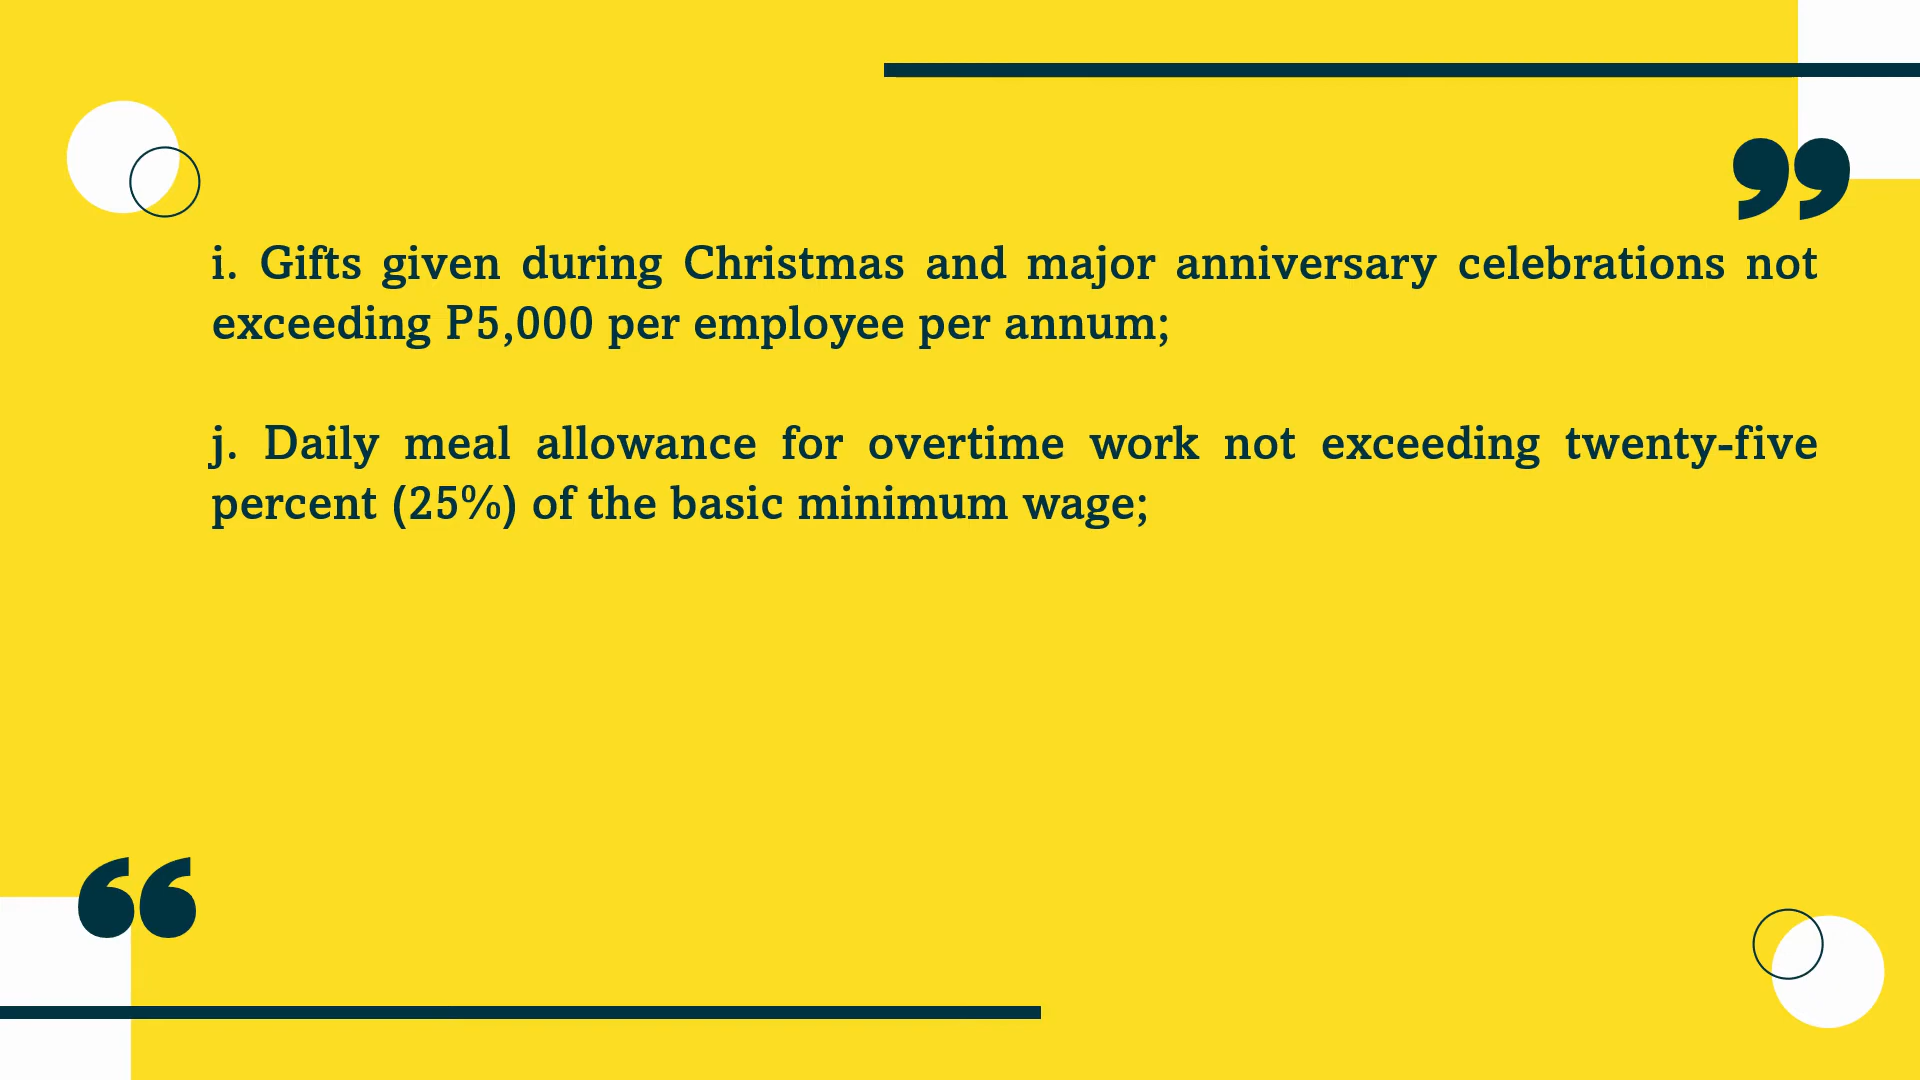 i. Gifts given during Christmas and major anniversary celebrations not
exceeding P5,000 per employee per annum;
j. Daily meal allowance for overtime work not exceeding twenty-five
percent (25%) of the basic minimum wage;